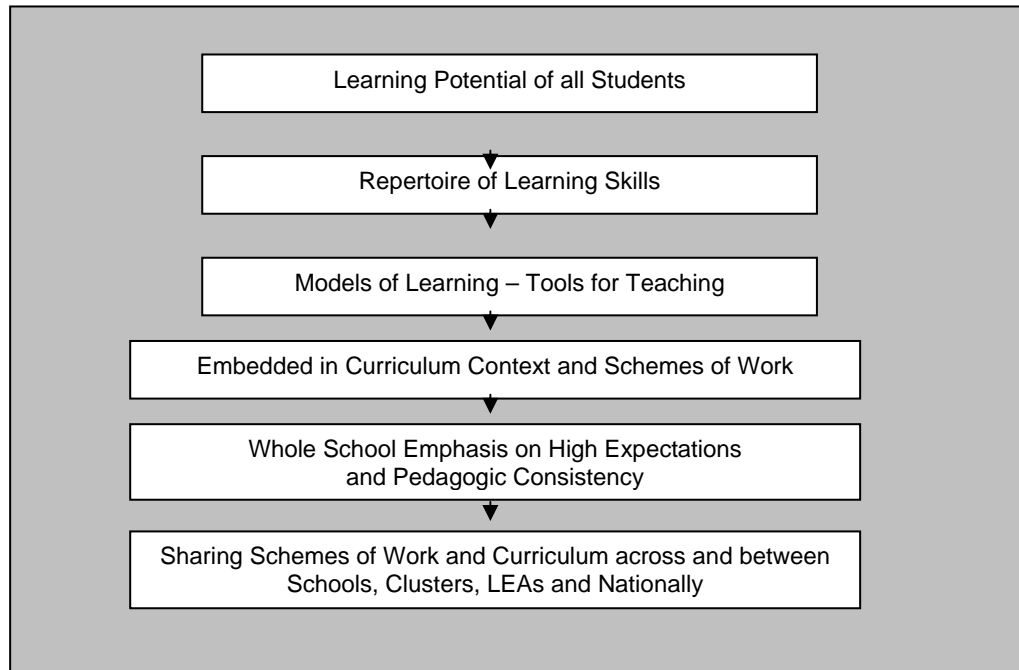 Learning Potential of all Students
Repertoire of Learning Skills
Models of Learning – Tools for Teaching
Embedded in Curriculum Context and Schemes of Work
Whole School Emphasis on High Expectations
and Pedagogic Consistency
Sharing Schemes of Work and Curriculum across and between
Schools, Clusters, LEAs and Nationally